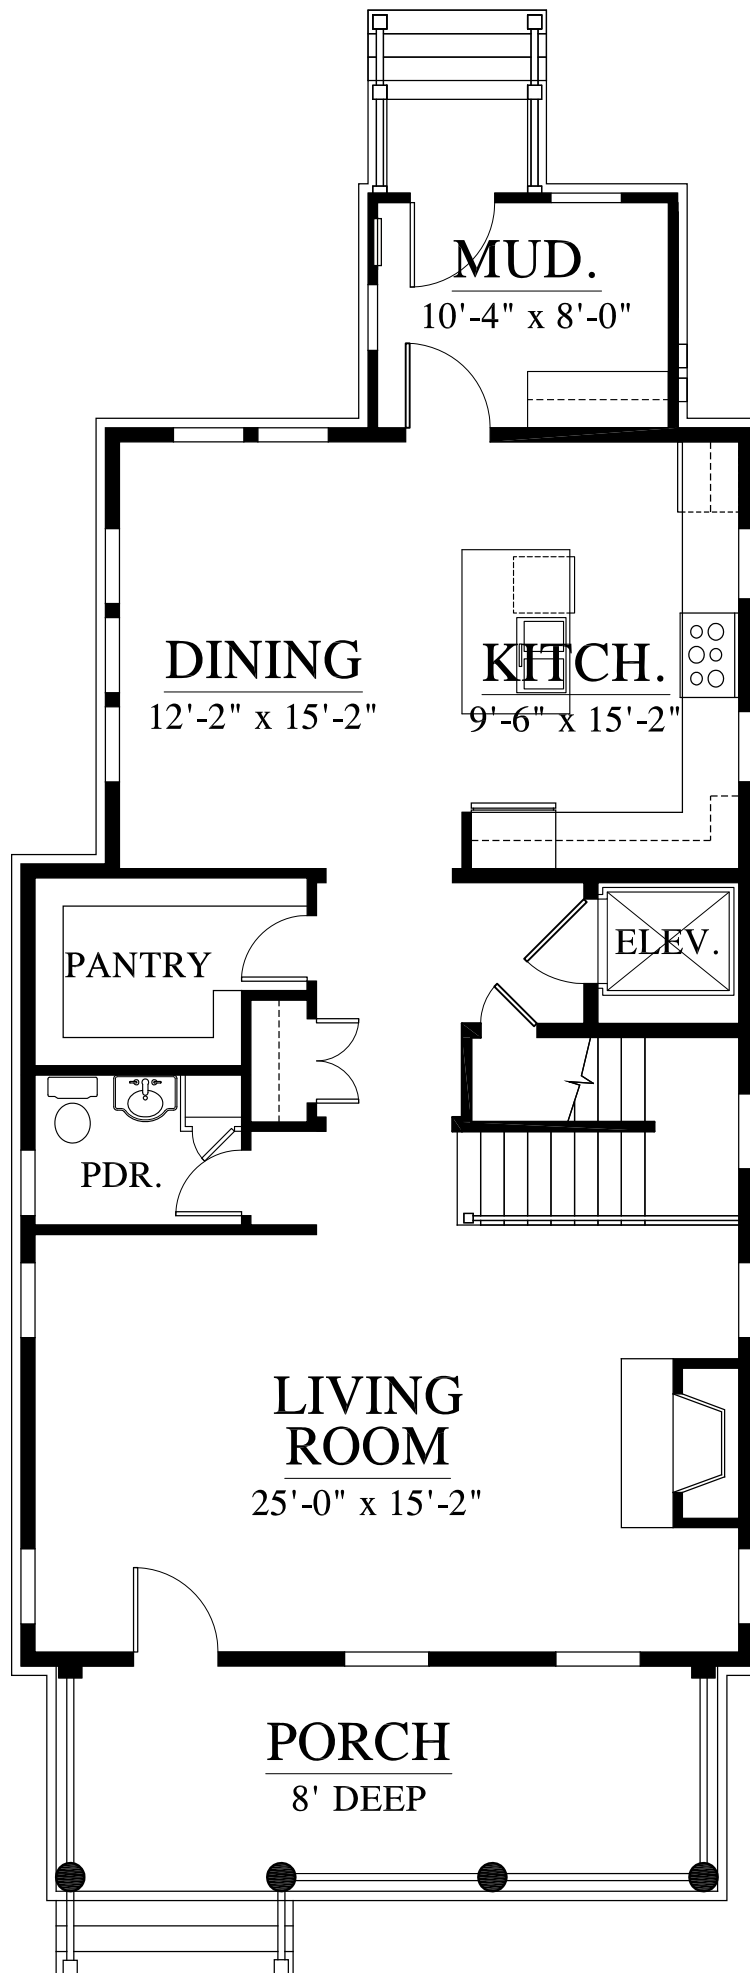 MUD.
10'-4" x 8'-0"
DINING
12'-2" x 15'-2"
KITCH.
9'-6" x 15'-2"
PANTRY
ELEV.
PDR.
LIVING
ROOM
25'-0" x 15'-2"
PORCH
8' DEEP